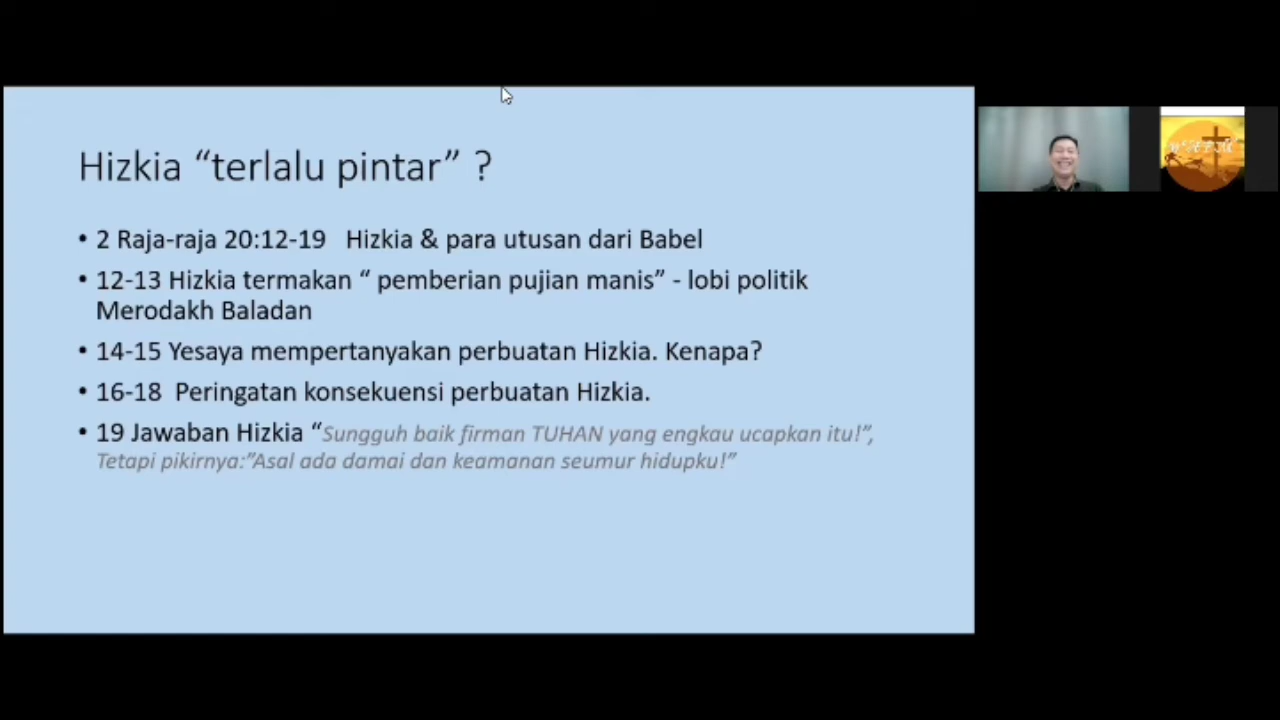 Hizkia “terlalu pintar” ?
• 2 Raja-raja 20:12-19 Hizkia & para utusan dari Babel
• 12-13 Hizkia termakan “ pemberian pujian manis” - lobi politik
Merodakh Baladan
• 14-15 Yesaya mempertanyakan perbuatan Hizkia. Kenapa?
• 16-18 Peringatan konsekuensi perbuatan Hizkia.
• 19 Jawaban Hizkia “Sungguh baik firman TUHAN yang engkau ucapkan itu!”,
Tetapi pikirnya:”Asal ada damai dan keamanan seumur hidupku!”